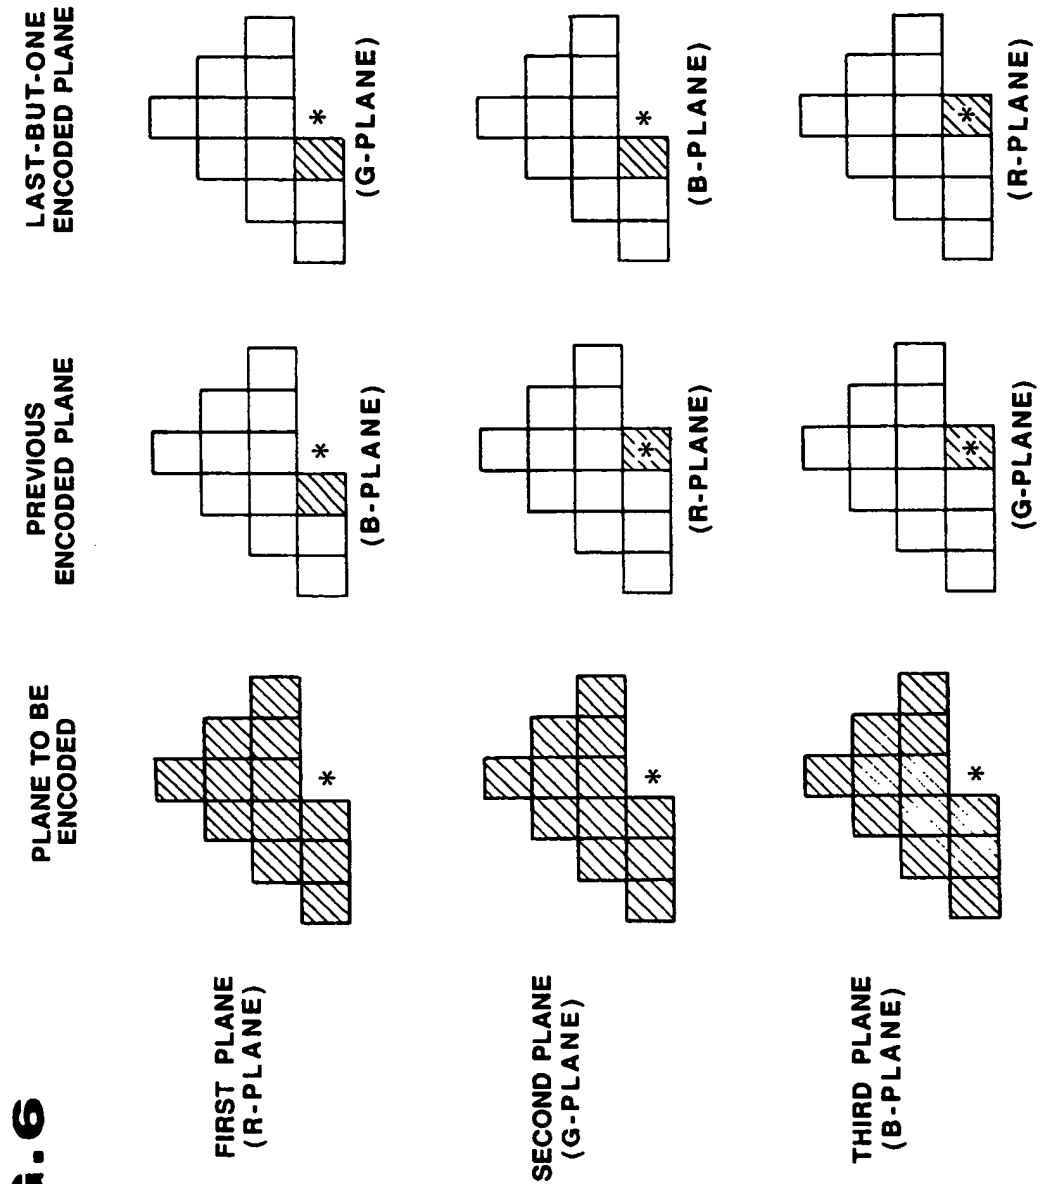 G.6
PLANE TO BE
ENCODED
PREVIOUS
ENCODED PLANE
LAST-BUT-ONE
ENCODED PLANE
FIRST PLANE
(R-PLANE)
*
*
(B-PLANE)
*
(G-PLANE)
SECOND PLANE
(G-PLANE)
*
*
(R-PLANE)
*
(B-PLANE)
THIRD PLANE
(B-PLANE)
*
*
(G-PLANE)
*
(R-PLANE)